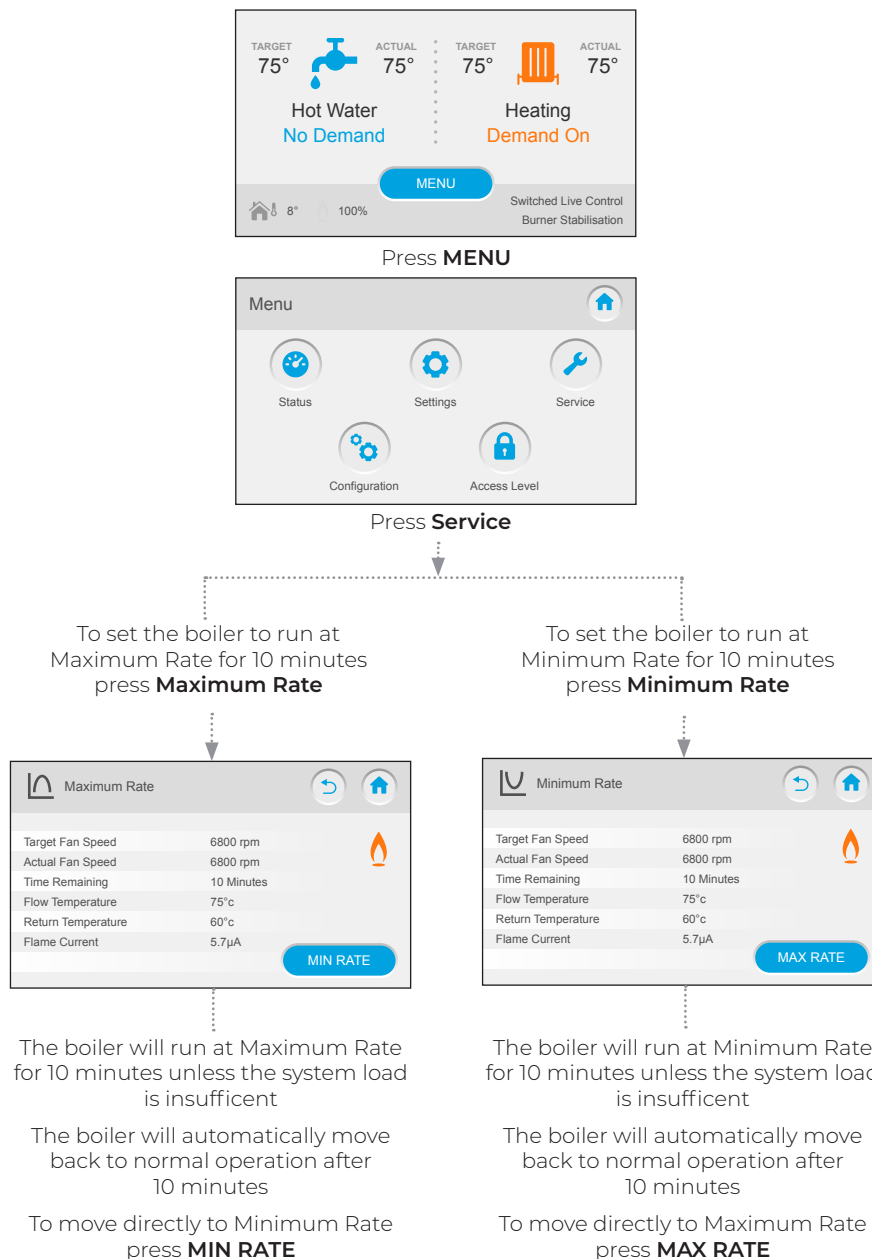 TARGET
75°
ACTUAL
75°
Hot Water
No Demand
TARGET
75°
ACTUAL
75°
Heating
Demand On
MENU
8°
100%
Switched Live Control
Burner Stabilisation
Press MENU
Menu
Status
Settings
Service
Configuration
Access Level
Press Service
To set the boiler to run at
Maximum Rate for 10 minutes
press Maximum Rate
Maximum Rate
Target Fan Speed 6800 rpm
Actual Fan Speed 6800 rpm
Time Remaining 10 Minutes
Flow Temperature 75°c
Return Temperature 60°c
Flame Current 5.7µA
MIN RATE
The boiler will run at Maximum Rate
for 10 minutes unless the system load
is insufficent
The boiler will automatically move
back to normal operation after
10 minutes
To move directly to Minimum Rate
press MIN RATE
To set the boiler to run at
Minimum Rate for 10 minutes
press Minimum Rate
Minimum Rate
Target Fan Speed 6800 rpm
Actual Fan Speed 6800 rpm
Time Remaining 10 Minutes
Flow Temperature 75°c
Return Temperature 60°c
Flame Current 5.7µA
MAX RATE
The boiler will run at Minimum Rate
for 10 minutes unless the system load
is insufficent
The boiler will automatically move
back to normal operation after
10 minutes
To move directly to Maximum Rate
press MAX RATE